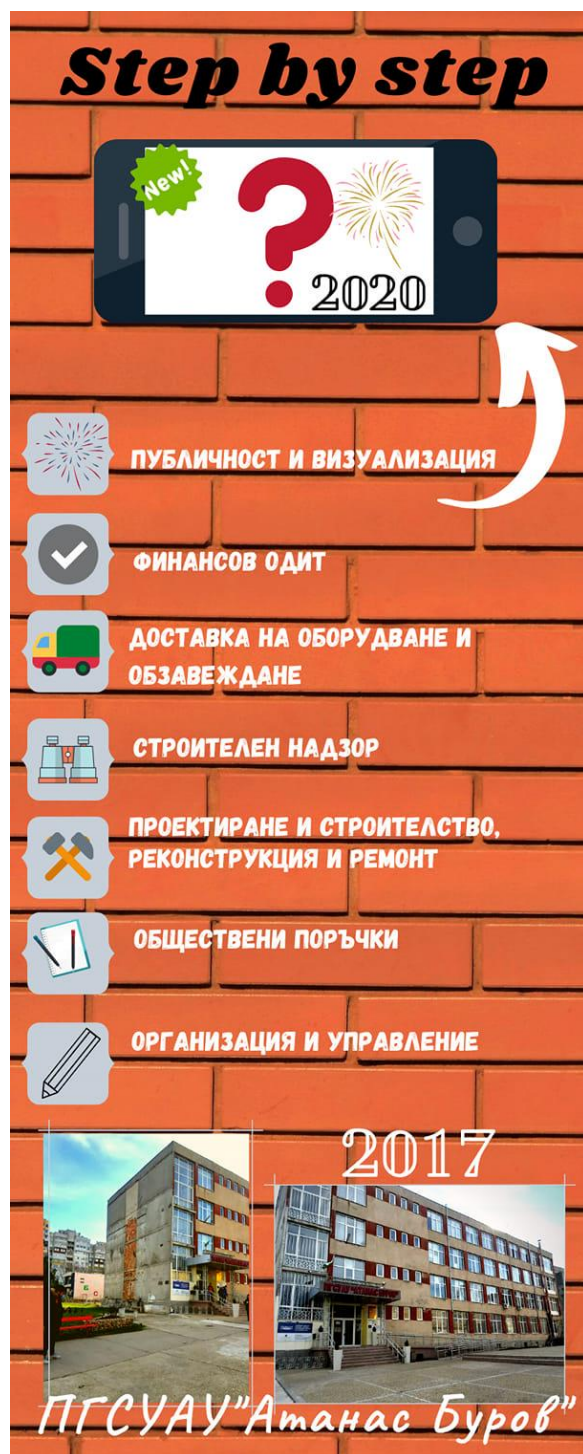 Step by step
New!
?
2020
ПУБЛИЧНОСТ И ВИЗУАЛИЗАЦИЯ
ФИНАНСОВ ОДИТ
ДОСТАВКА НА ОБОРУДВАНЕ И
ОБЗАВЕЖДАНЕ
СТРОИТЕЛЕН НАДЗОР
ПРОЕКТИРАНЕ И СТРОИТЕЛСТВО,
РЕКОНСТРУКЦИЯ И РЕМОНТ
ОБЩЕСТВЕНИ ПОРЪЧКИ
ОРГАНИЗАЦИЯ И УПРАВЛЕНИЕ
2017
ПГСУАУ"Атанас Буров"